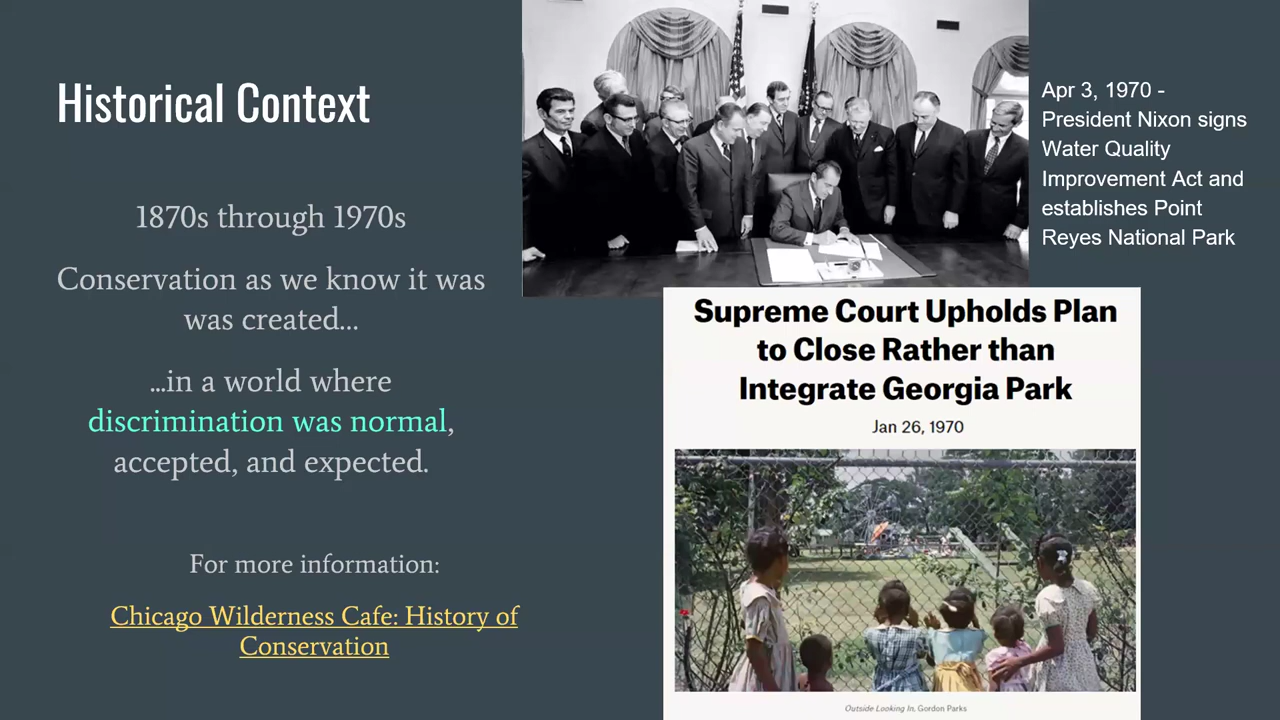 Historical Context
1870s through 1970s
Conservation as we know it was
was created...
...in a world where
discrimination was normal,
accepted, and expected.
For more information:
Chicago Wilderness Cafe: History of
Conservation
Apr 3, 1970 -
President Nixon signs
Water Quality
Improvement Act and
establishes Point
Reyes National Park
Supreme Court Upholds Plan
to Close Rather than
Integrate Georgia Park
Jan 26, 1970
Outside Looking In, Gordon Parks